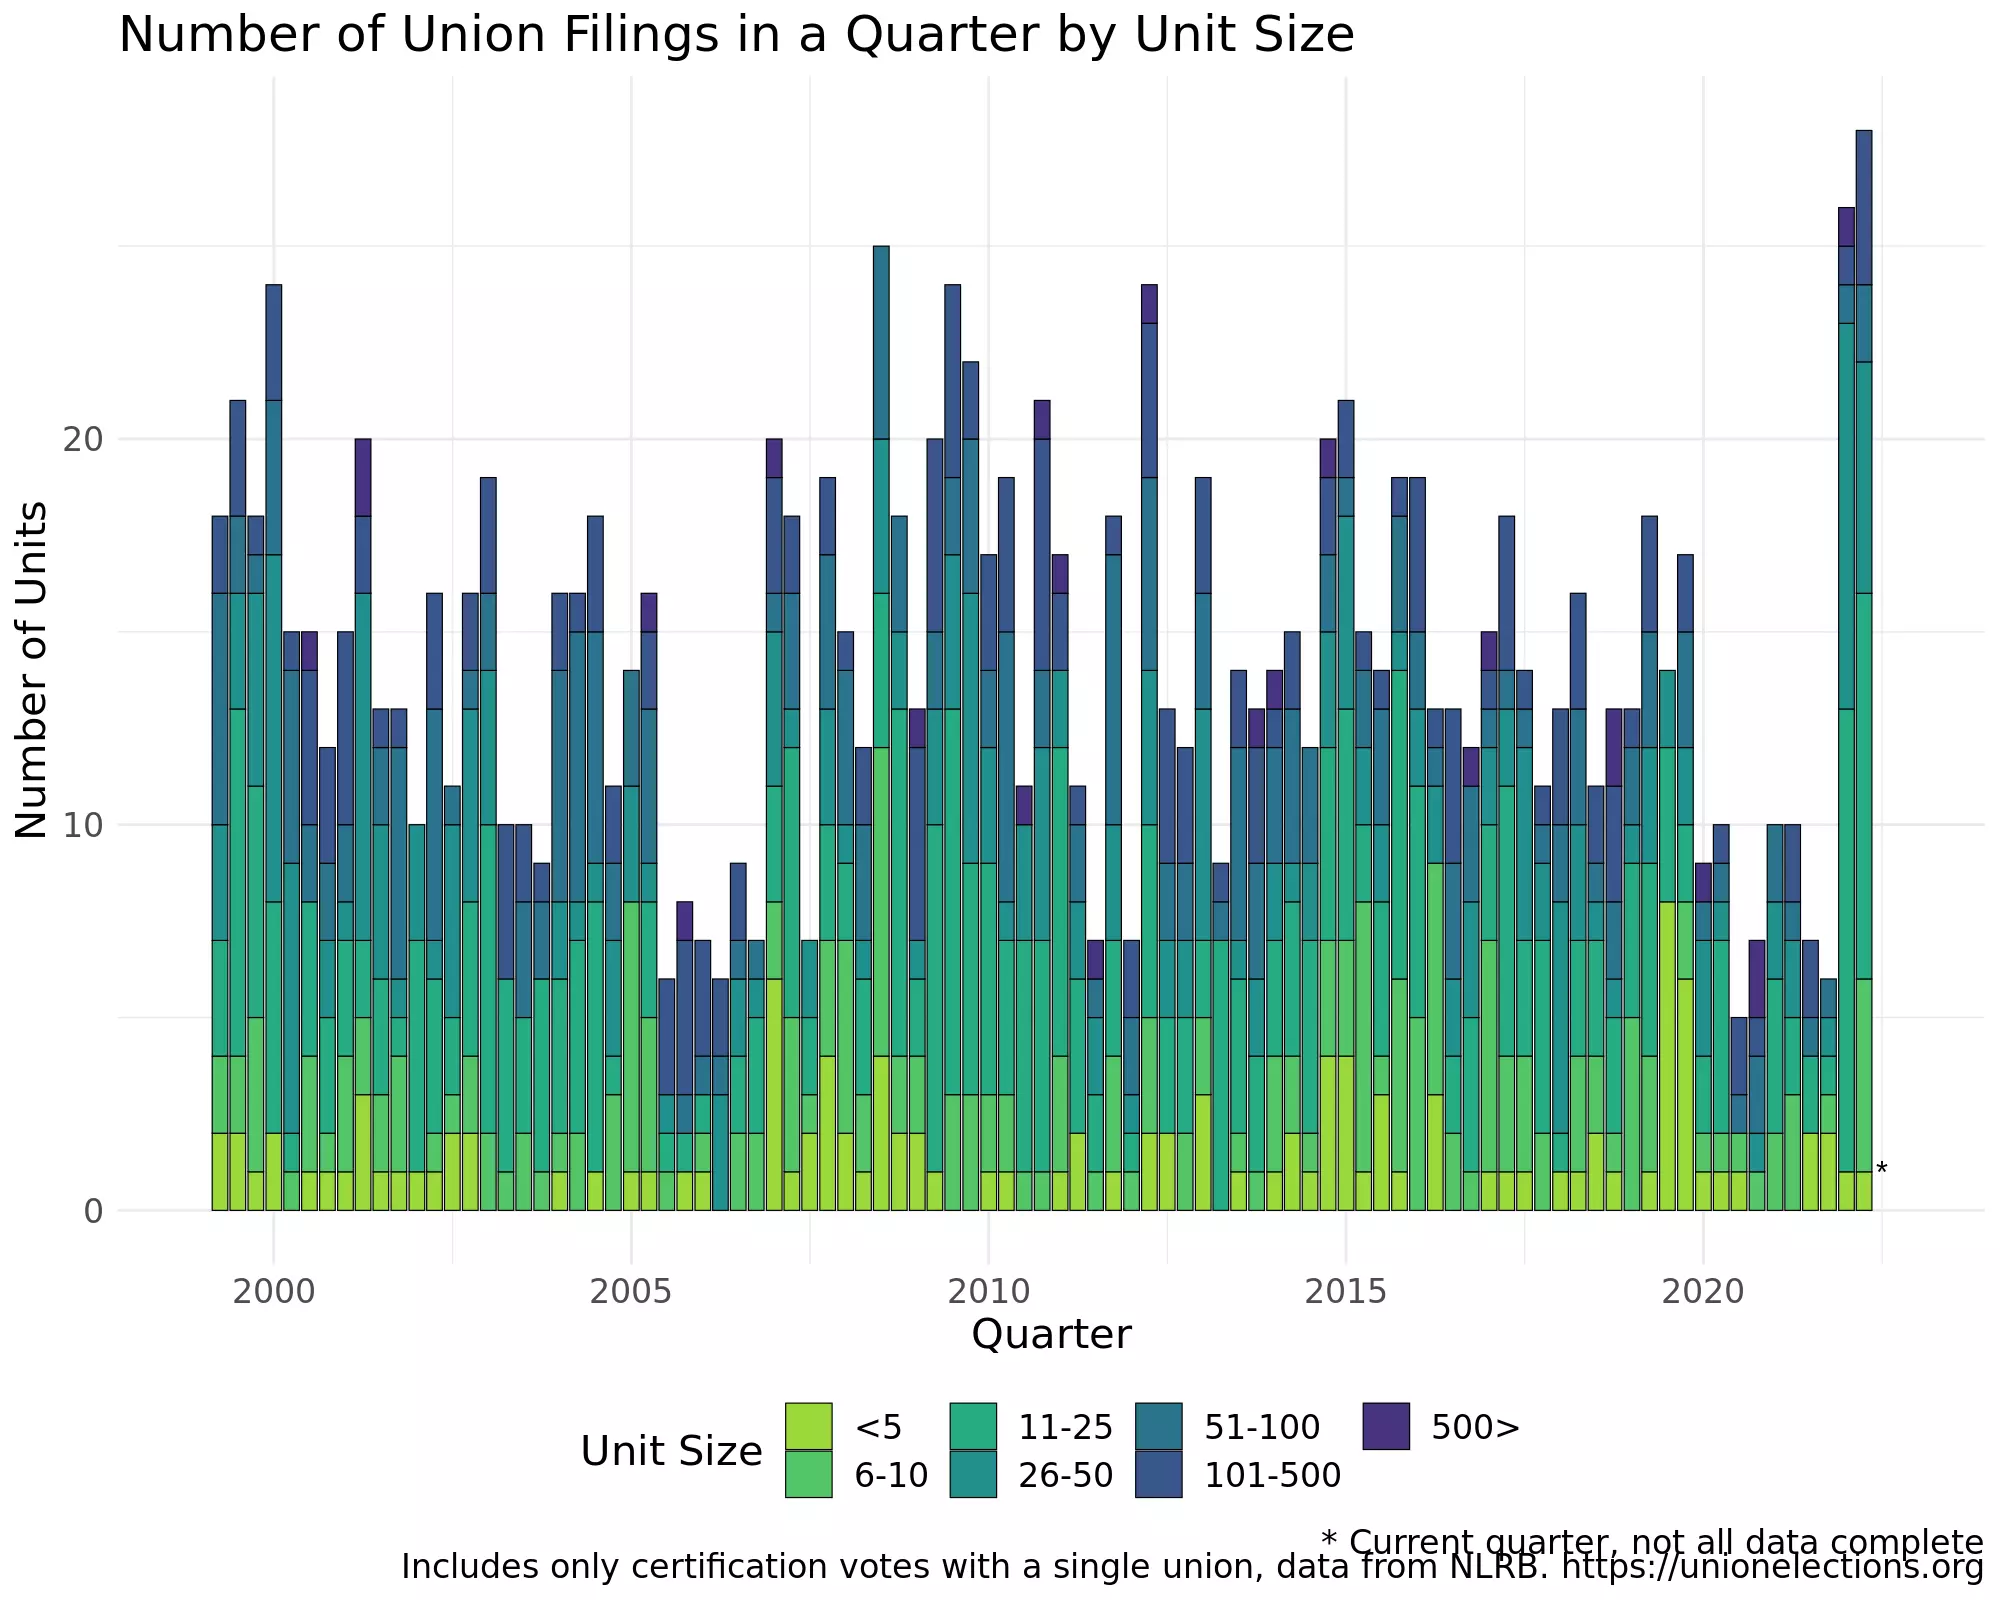 Number of Union Filings in a Quarter by Unit Size
Number of Units
20
10
0
*
2000 2005 2010 2015 2020
Quarter
Unit Size
<5 11-25 51-100 500>
6-10 26-50 101-500
* Current quarter, not all data complete
Includes only certification votes with a single union, data from NLRB. https://unionelections.org